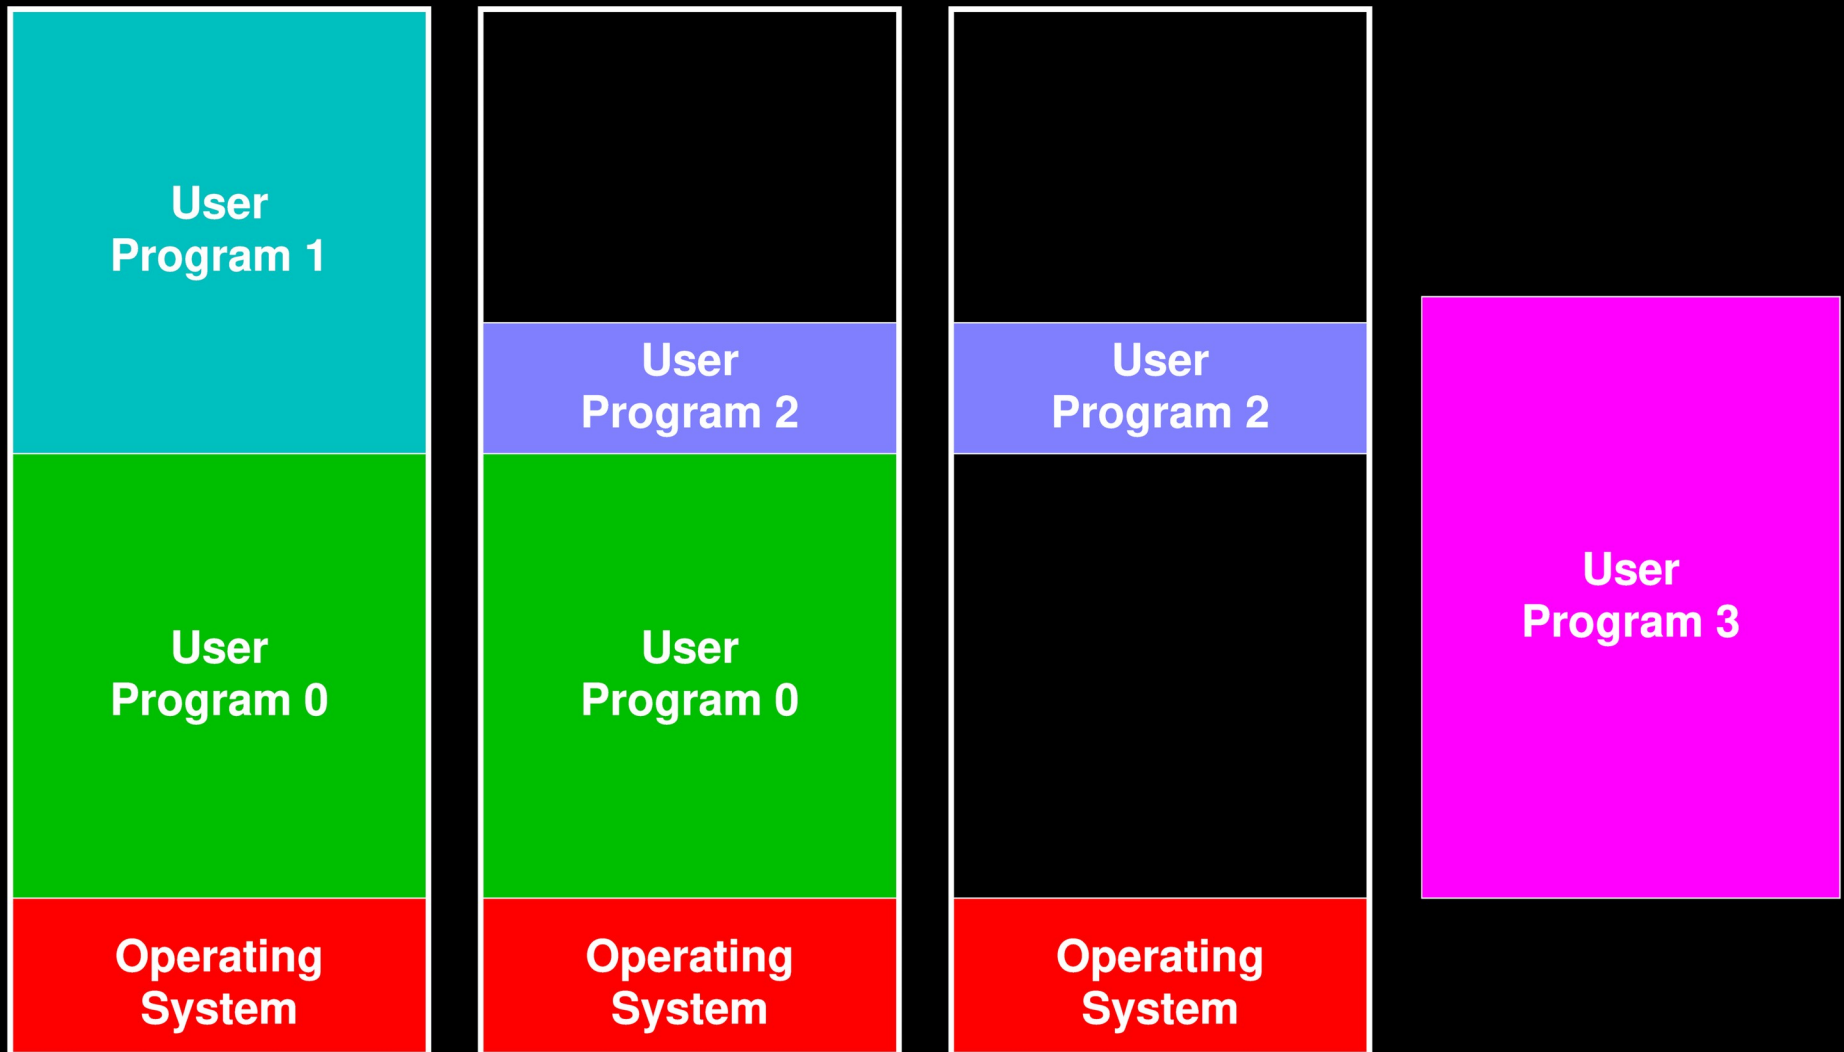 User
Program 1
User
Program 0
Operating
System
User
Program 2
User
Program 0
Operating
System
User
Program 2
Operating
System
User
Program 3